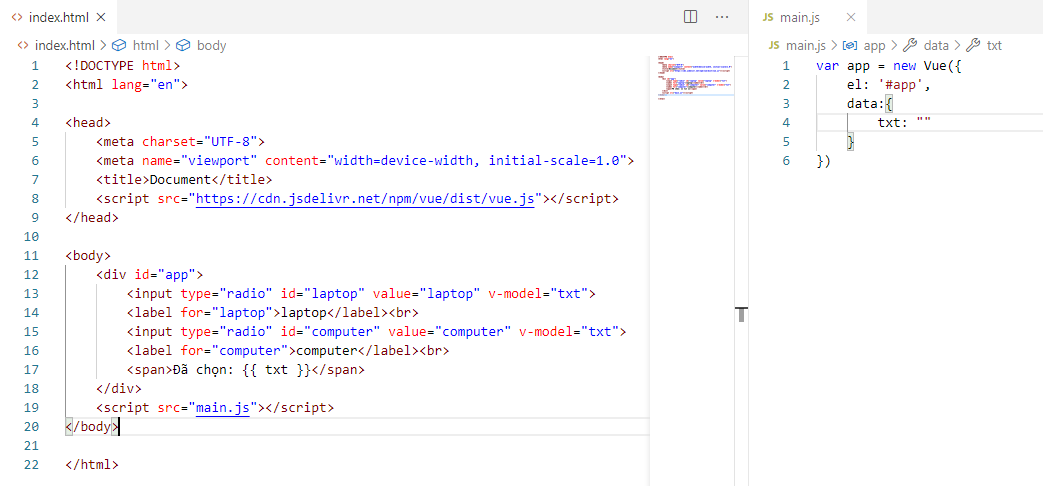 index.html
index.html > html > body
1 <!DOCTYPE html>
2 <html lang="en">
3
4 <head>
5     <meta charset="UTF-8">
6     <meta name="viewport" content="width=device-width, initial-scale=1.0">
7     <title>Document</title>
8     <script src="https://cdn.jsdelivr.net/npm/vue/dist/vue.js"></script>
9 </head>
10
11 <body>
12     <div id="app">
13         <input type="radio" id="laptop" value="laptop" v-model="txt">
14         <label for="laptop">laptop</label><br>
15         <input type="radio" id="computer" value="computer" v-model="txt">
16         <label for="computer">computer</label><br>
17         <span>Đã chọn: {{ txt }}</span>
18     </div>
19     <script src="main.js"></script>
20 </body>
21
22 </html>
JS main.js
JS main.js > app > data > txt
1 var app = new Vue({
2     el: '#app',
3     data:{
4         txt: ""
5     }
6 })